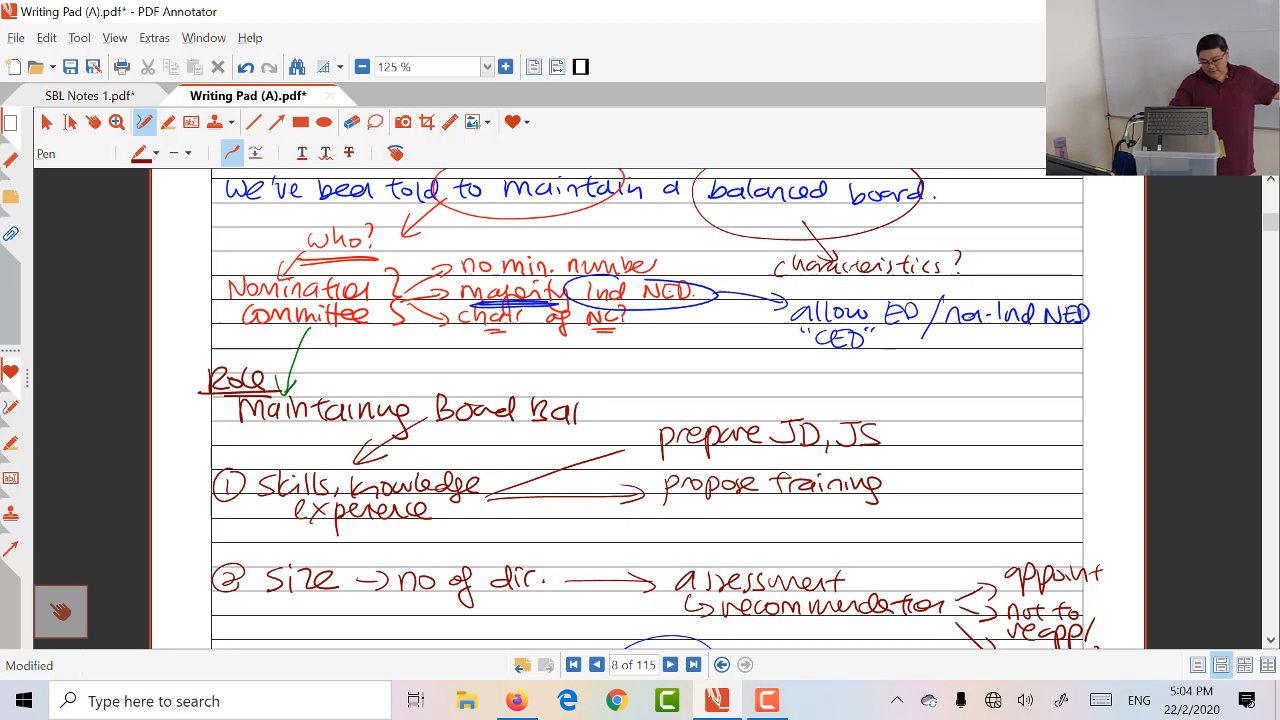 Writing Pad (A).pdf* - PDF Annotator
File Edit Tool View Extras Window Help
125 %
SBL Notes 1.pdf* Writing Pad (A).pdf*
Pen
We've been told to maintain a balanced board.
who?
no min. number
characteristics?
Nomination majority Ind NED.
Committee chair of NC?
allow ED / non-Ind NED
"CED"
Role
Maintaining Board Bal
prepare JD, JS
① Skills, knowledge propose training
experience
② Size → no of dir. assessment
appoint
recommendation not to
reapp/
Modified 8 of 115
Type here to search ENG 5:04 PM
22/2/2020